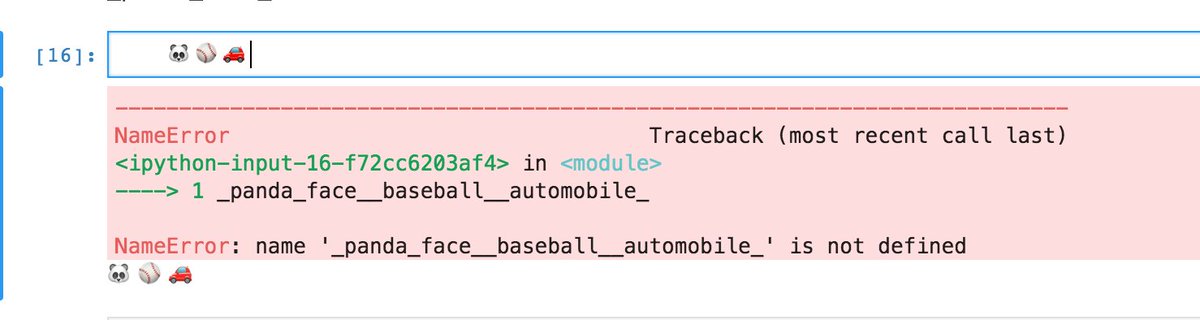 [16]: 🐼⚾🚗
---------------------------------------------------------------------------
NameError Traceback (most recent call last)
<ipython-input-16-f72cc6203af4> in <module>
----> 1 _panda_face__baseball__automobile_
NameError: name '_panda_face__baseball__automobile_' is not defined
🐼⚾🚗